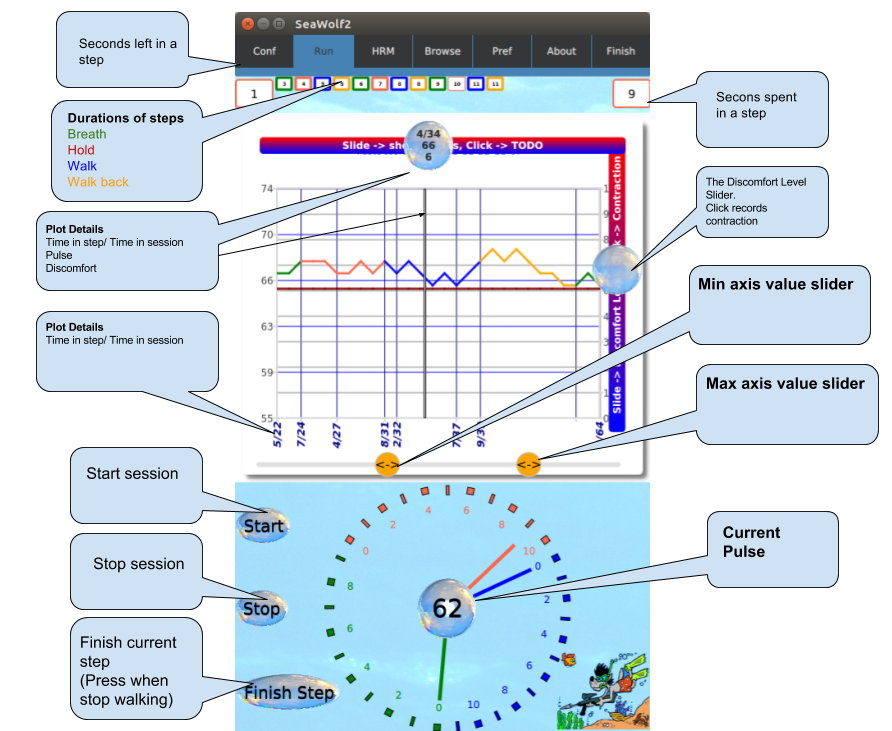 SeaWolf2
Conf Run HRM Browse Pref About Finish
Seconds left in a
step
1
3 4 5 6 7 8 8 9 10 11 11
9
Secons spent
in a step
Durations of steps
Breath
Hold
Walk
Walk back
4/34
66
6
Slide -> sho s, Click -> TODO
The Discomfort Level
Slider.
Click records
contraction
Plot Details
Time in step/ Time in session
Pulse
Discomfort
74
70
66
63
59
55
Slide -> comfort L k -> Contraction
Min axis value slider
Plot Details
Time in step/ Time in session
Max axis value slider
5/22 7/24 4/27 8/31 2/32 7/37 9/3 /64
<-> <->
Start session
Start
Stop session
Stop
Finish current
step
(Press when
stop walking)
Finish Step
Current
Pulse
62
0 2 4 6 8 10
0 2 4 6 8 10
0 2 4 6 8
90°